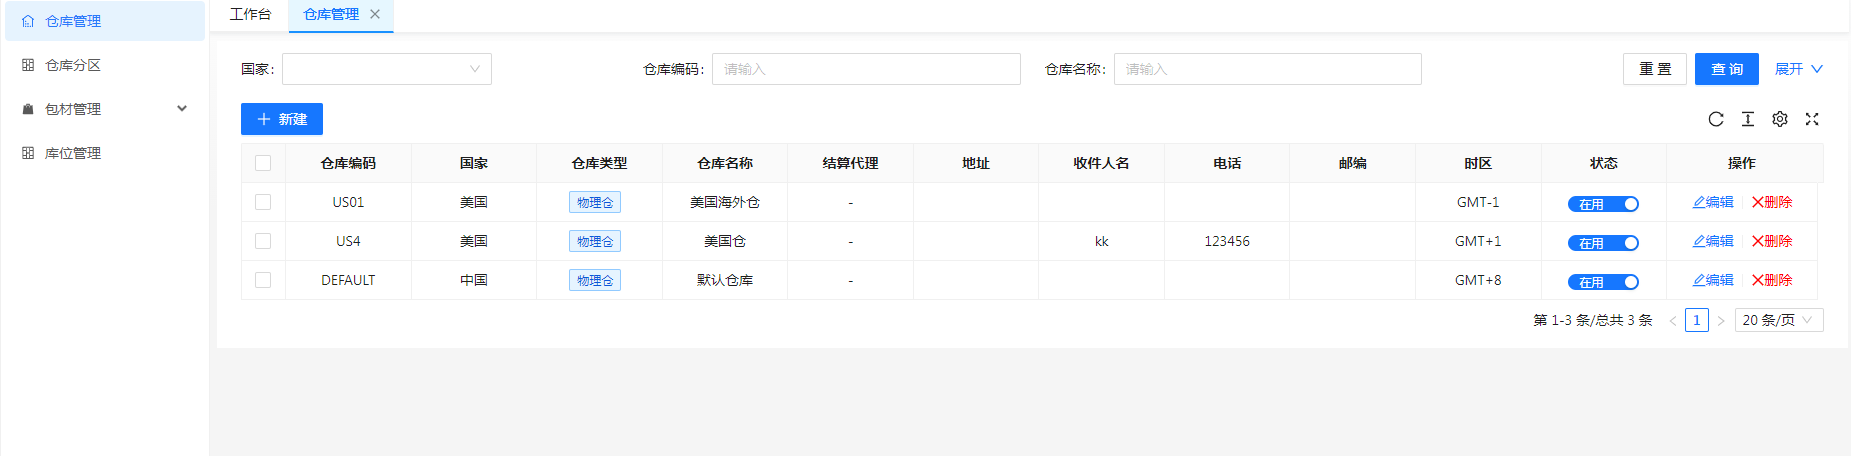 仓库管理
仓库分区
包材管理
库位管理
工作台 仓库管理
国家: 仓库编码: 请输入 仓库名称: 请输入 重 置 查 询 展开
新建
仓库编码 国家 仓库类型 仓库名称 结算代理 地址 收件人名 电话 邮编 时区 状态 操作
US01 美国 物理仓 美国海外仓 - GMT-1 在用 编辑 删除
US4 美国 物理仓 美国仓 - kk 123456 GMT+1 在用 编辑 删除
DEFAULT 中国 物理仓 默认仓库 - GMT+8 在用 编辑 删除
第 1-3 条/总共 3 条 < 1 > 20 条/页